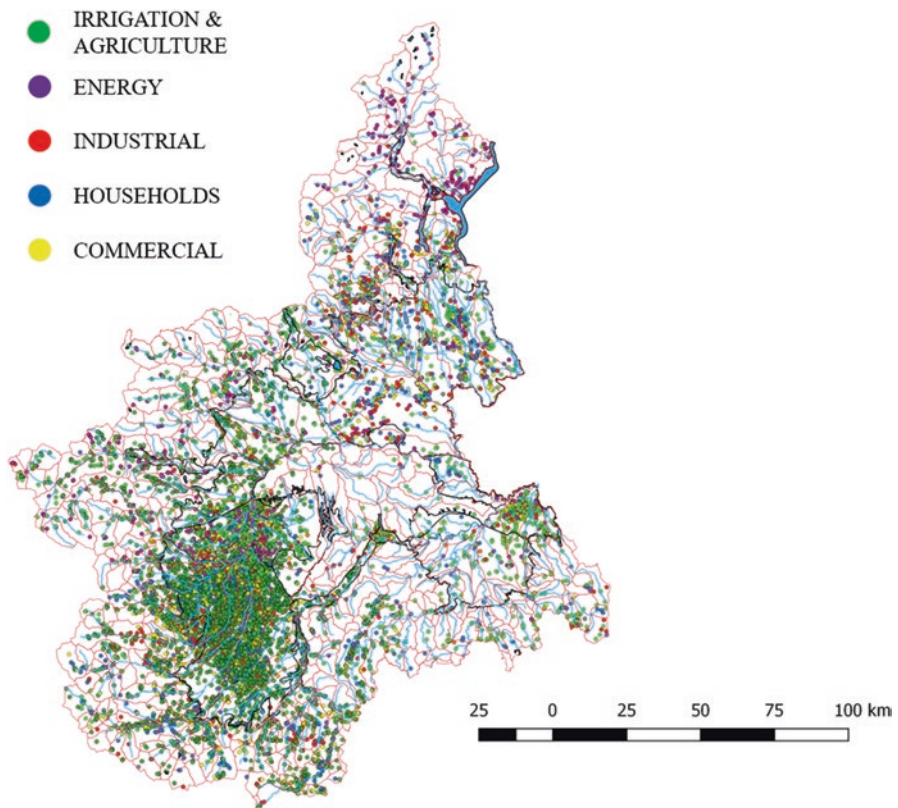 IRRIGATION &
AGRICULTURE
ENERGY
INDUSTRIAL
HOUSEHOLDS
COMMERCIAL
25 0 25 50 75 100 km